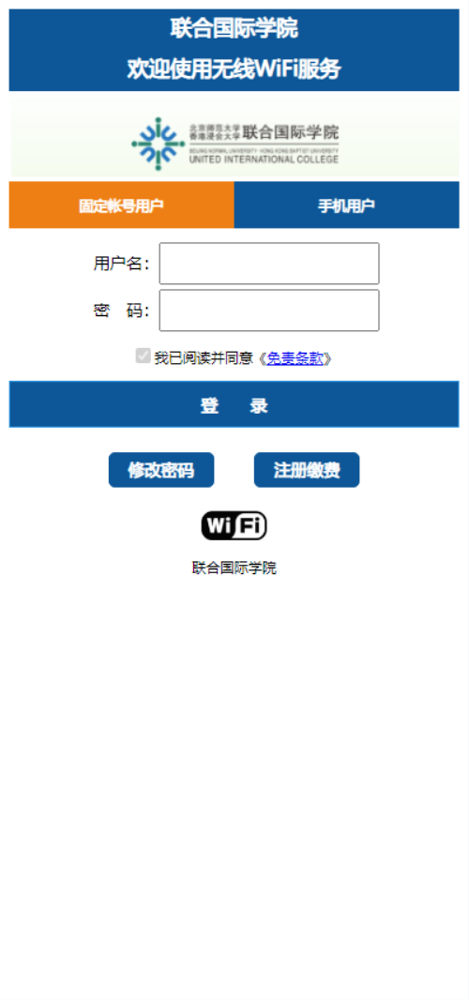 联合国际学院
欢迎使用无线WiFi服务
北京师范大学
香港浸会大学
联合国际学院
BEIJING NORMAL UNIVERSITY · HONG KONG BAPTIST UNIVERSITY
UNITED INTERNATIONAL COLLEGE
固定帐号用户 手机用户
用户名：
密 码：
我已阅读并同意《免责条款》
登 录
修改密码 注册缴费
WiFi
联合国际学院